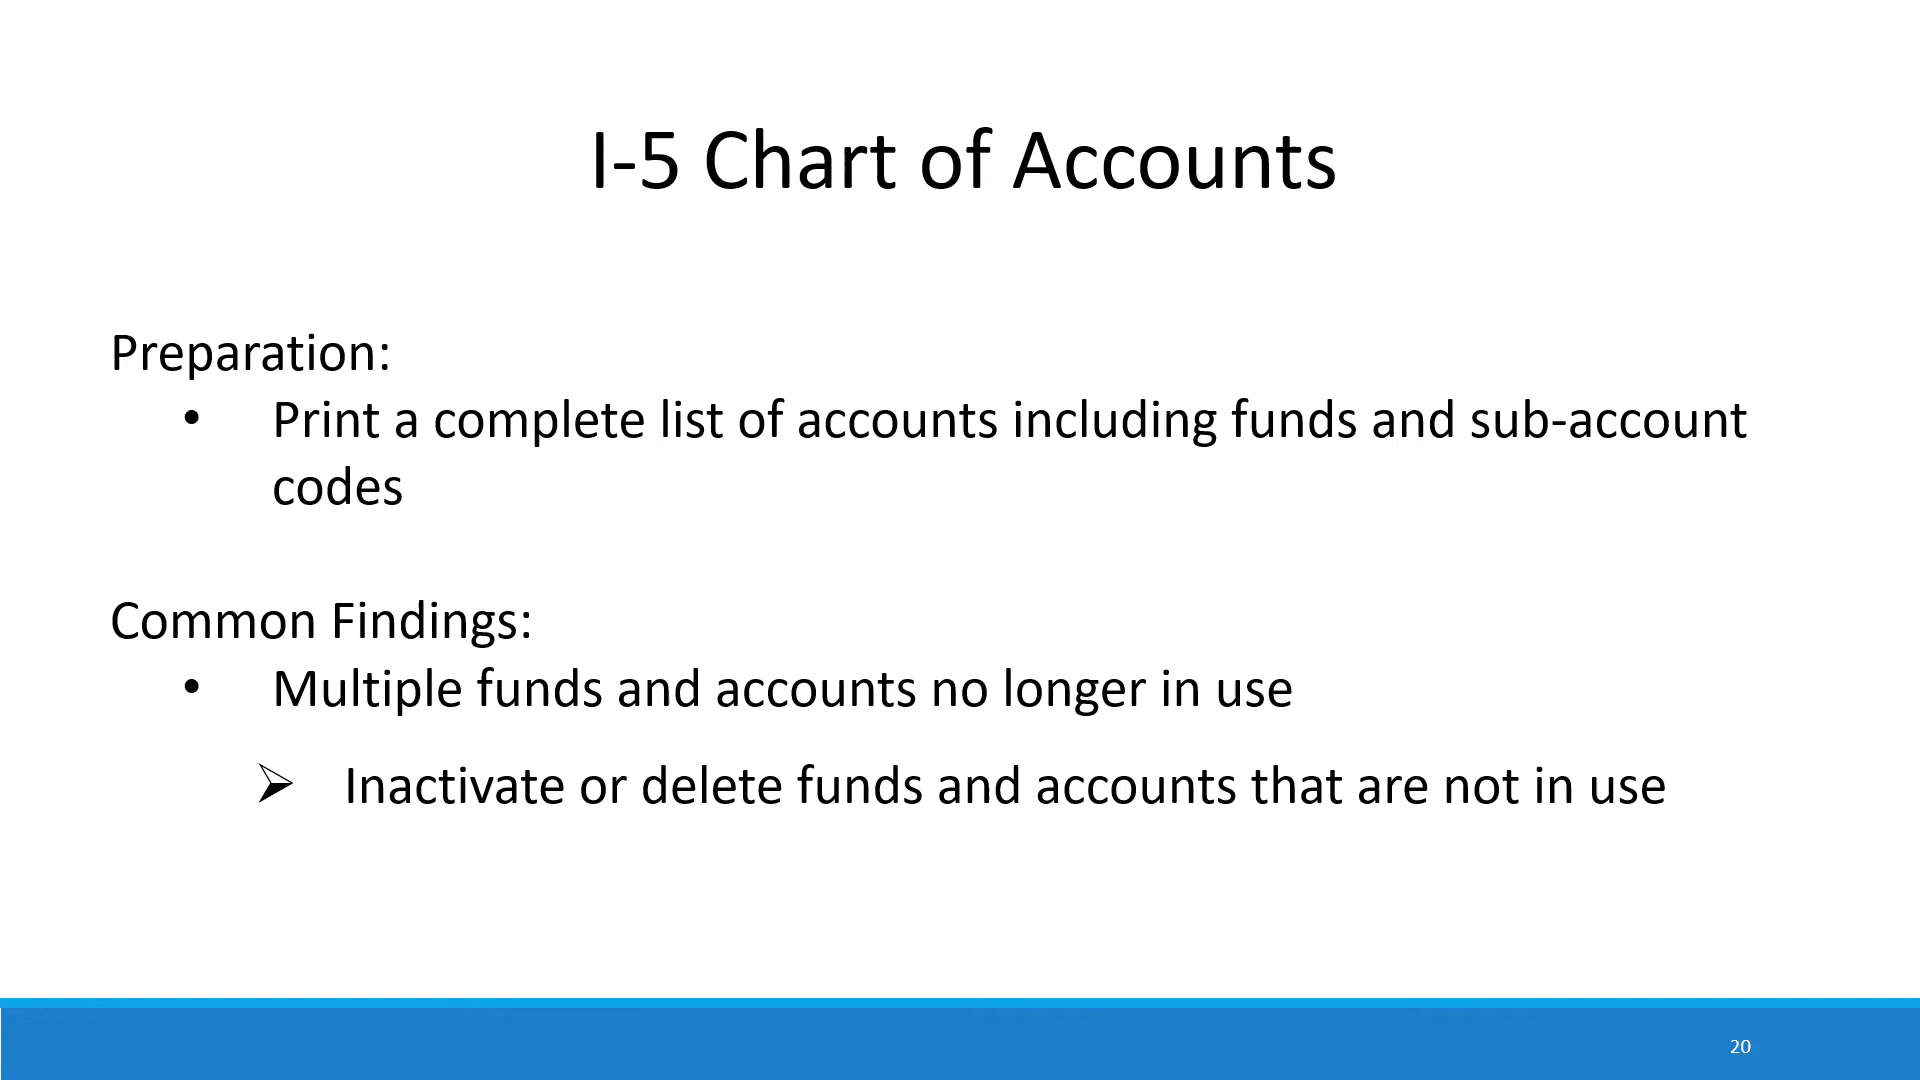 I-5 Chart of Accounts
Preparation:
• Print a complete list of accounts including funds and sub-account
codes
Common Findings:
• Multiple funds and accounts no longer in use
➢ Inactivate or delete funds and accounts that are not in use
20